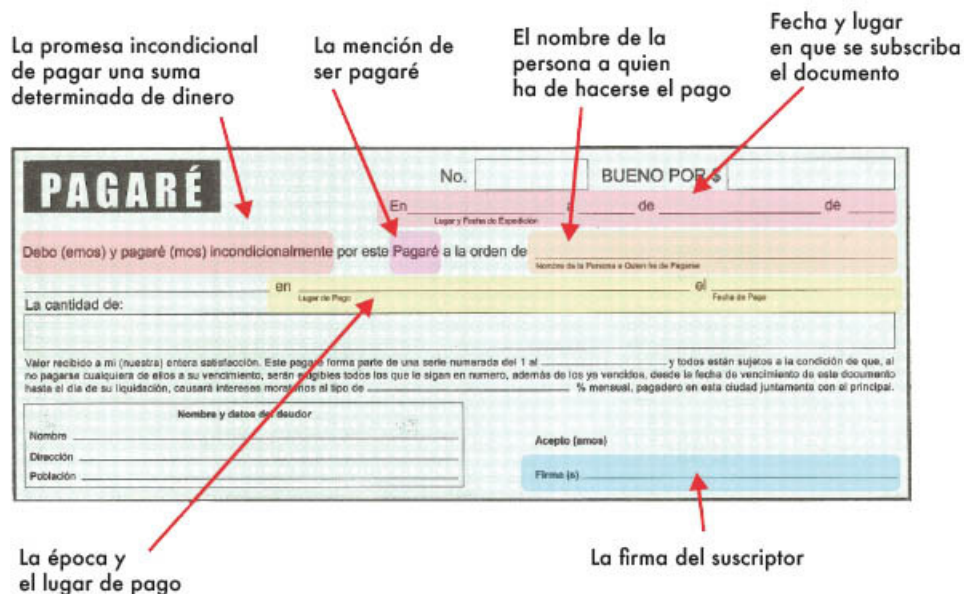 La promesa incondicional
de pagar una suma
determinada de dinero
La mención de
ser pagaré
El nombre de la
persona a quien
ha de hacerse el pago
Fecha y lugar
en que se subscriba
el documento
PAGARÉ
No. BUENO POR $
En a de de
Lugar y Fecha de Expedición
Debo (emos) y pagaré (mos) incondicionalmente por este Pagaré a la orden de
Nombre de la Persona a Quien ha de Pagarse
en el
Lugar de Pago Fecha de Pago
La cantidad de:
Valor recibido a mi (nuestra) entera satisfacción. Este pagaré forma parte de una serie numerada del 1 al y todos están sujetos a la condición de que, al
no pagarse cualquiera de ellos a su vencimiento, serán exigibles todos los que le sigan en numero, además de los ya vencidos, desde la fecha de vencimiento de este documento
hasta el día de su liquidación, causará intereses moratorios al tipo de % mensual, pagadero en esta ciudad juntamente con el principal.
Nombre y datos del deudor
Nombre
Dirección
Población
Acepto (amos)
Firma (s)
La época y
el lugar de pago
La firma del suscriptor